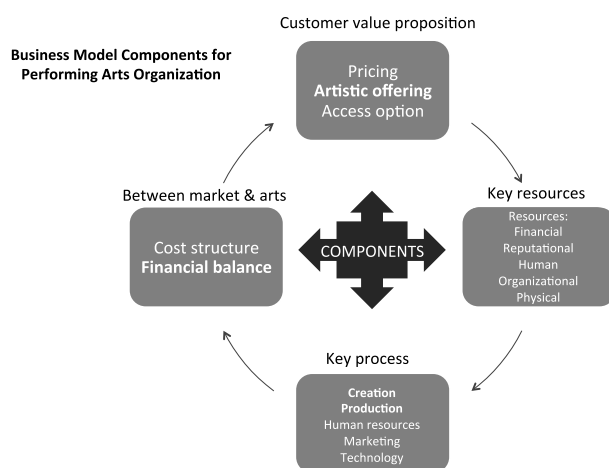 Customer value proposition
Business Model Components for
Performing Arts Organization
Pricing
Artistic offering
Access option
Between market & arts
Key resources
Cost structure
Financial balance
COMPONENTS
Resources:
Financial
Reputational
Human
Organizational
Physical
Key process
Creation
Production
Human resources
Marketing
Technology